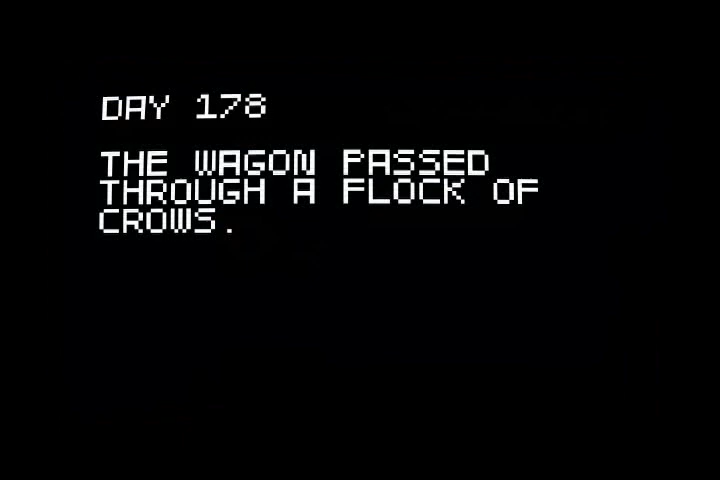 DAY 178
THE WAGON PASSED
THROUGH A FLOCK OF
CROWS.